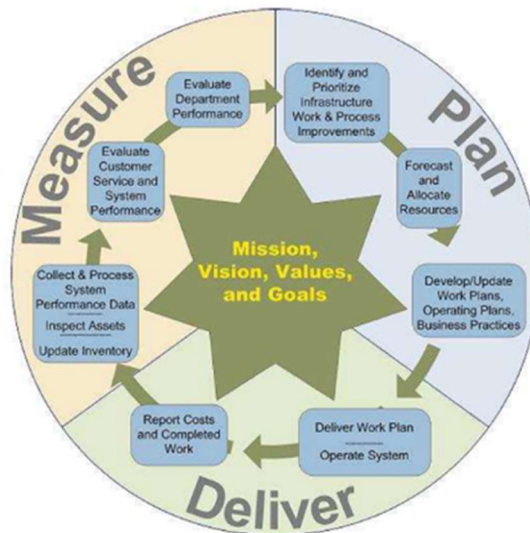 Measure
Plan
Deliver
Evaluate
Department
Performance
Identify and
Prioritize
Infrastructure
Work & Process
Improvements
Evaluate
Customer
Service and
System
Performance
Forecast
and
Allocate
Resources
Mission,
Vision, Values,
and Goals
Collect & Process
System
Performance Data
Inspect Assets
Update Inventory
Develop/Update
Work Plans,
Operating Plans,
Business Practices
Report Costs
and Completed
Work
Deliver Work Plan
Operate System